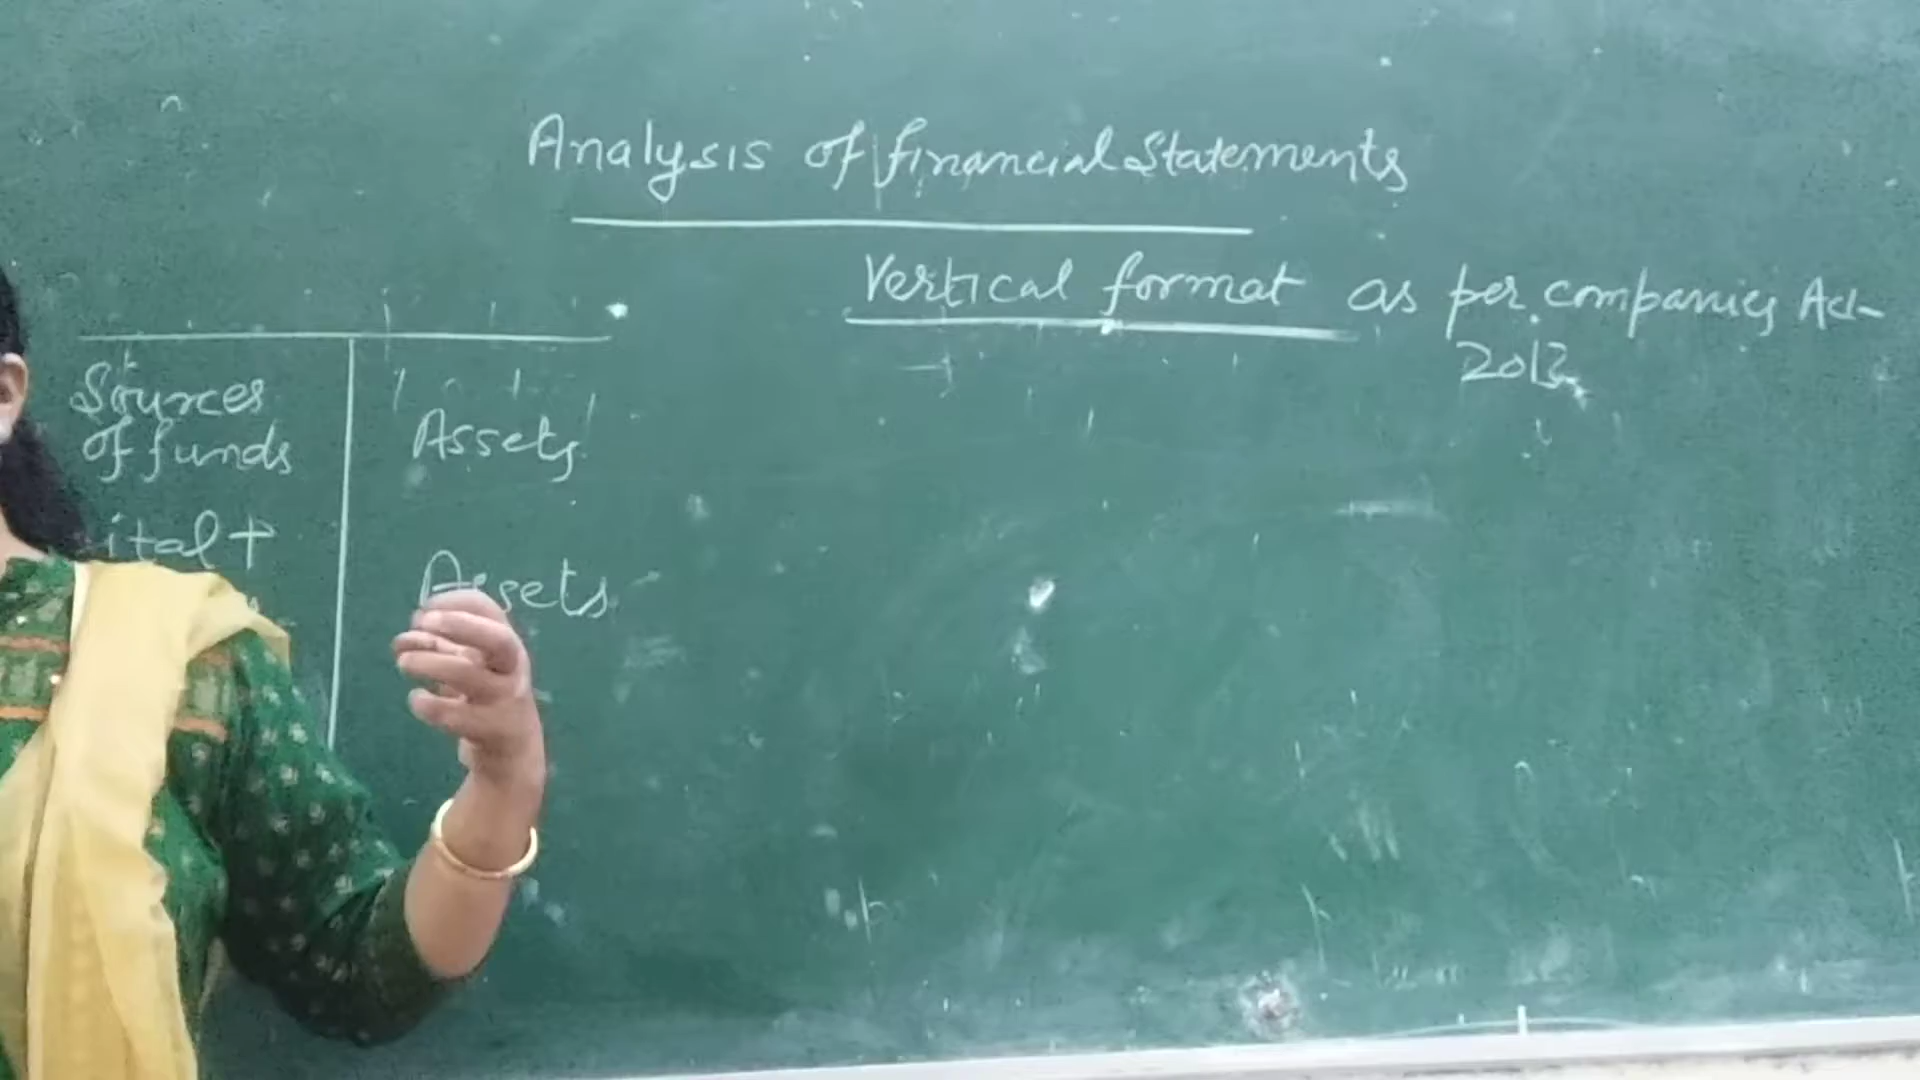 Analysis of financial Statements
Vertical format as per companies Act
2013
Sources
of funds
Assets
ital +
Assets